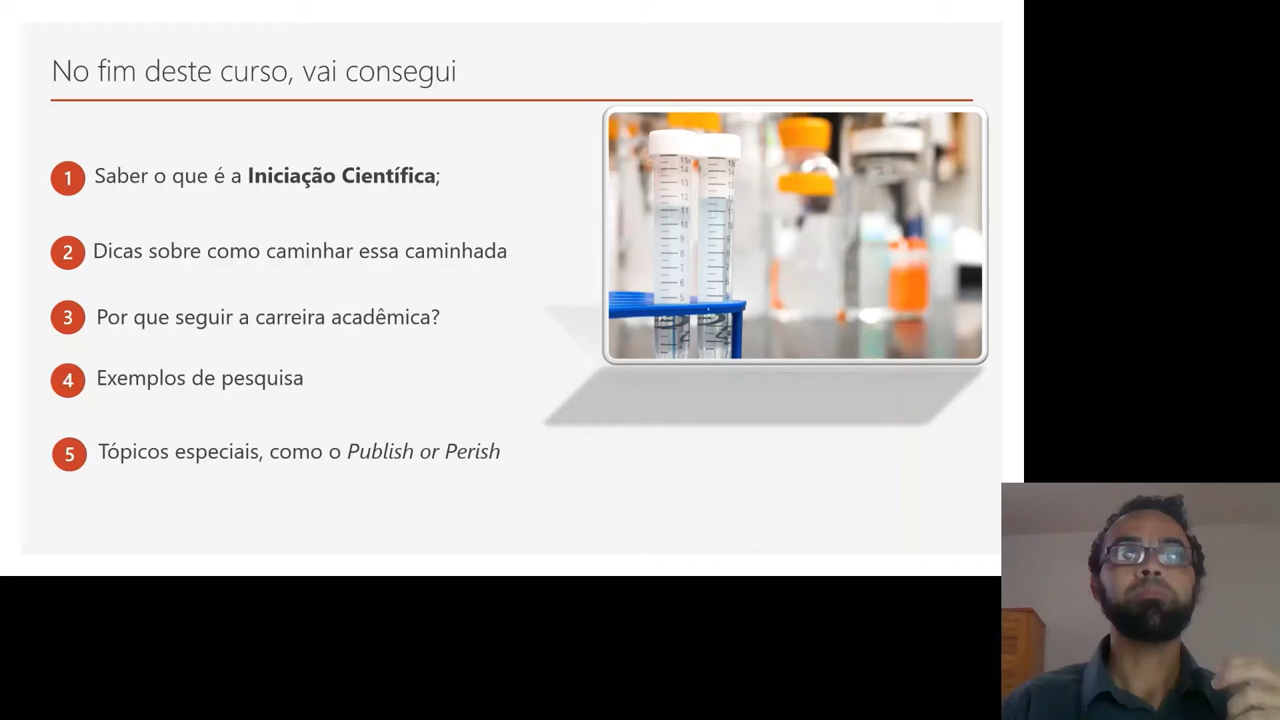 No fim deste curso, vai consegui
1 Saber o que é a Iniciação Científica;
2 Dicas sobre como caminhar essa caminhada
3 Por que seguir a carreira acadêmica?
4 Exemplos de pesquisa
5 Tópicos especiais, como o Publish or Perish